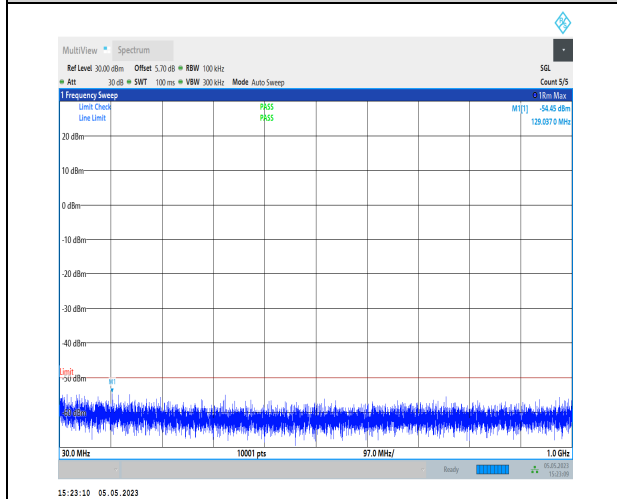 MultiView Spectrum
Ref Level 30.00 dBm Offset 5.70 dB RBW 100 kHz SGL
Att 30 dB SWT 100 ms VBW 300 kHz Mode Auto Sweep Count 5/5
1 Frequency Sweep 1Rm Max
Limit Check PASS M1[1] -54.45 dBm
Line Limit PASS 129.037 0 MHz
20 dBm
10 dBm
0 dBm
-10 dBm
-20 dBm
-30 dBm
-40 dBm
Limit
-50 dBm
M1
-60 dBm
30.0 MHz 10001 pts 97.0 MHz/ 1.0 GHz
Ready 05.05.2023
15:23:09
15:23:10 05.05.2023